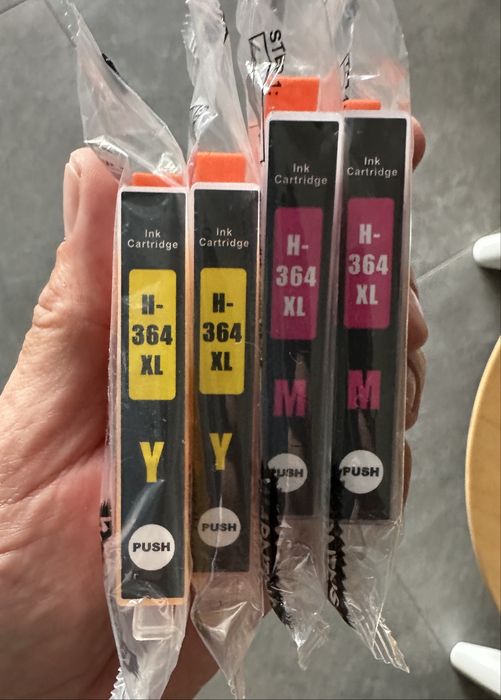 Ink
Cartridge
H-
364
XL
Y
PUSH
Ink
Cartridge
H-
364
XL
Y
PUSH
Ink
Cartridge
H-
364
XL
M
PUSH
Ink
Cartridge
H-
364
XL
M
PUSH